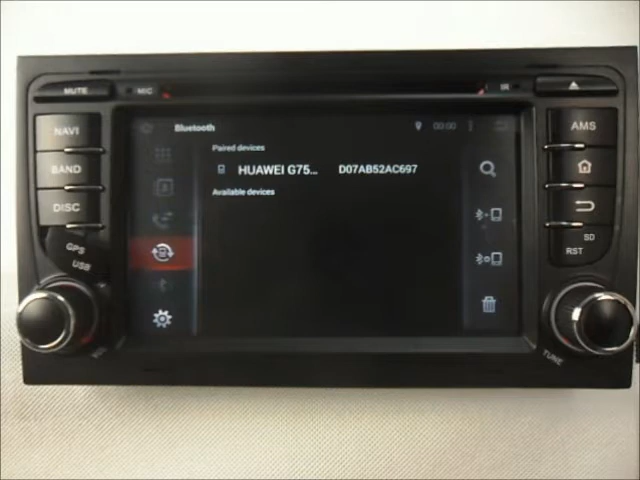 MUTE
MIC
IR
NAVI
BAND
DISC
GPS
USB
VOL
Bluetooth
00:00
Paired devices
HUAWEI G75... D07AB52AC697
Available devices
AMS
SD
RST
TUNE